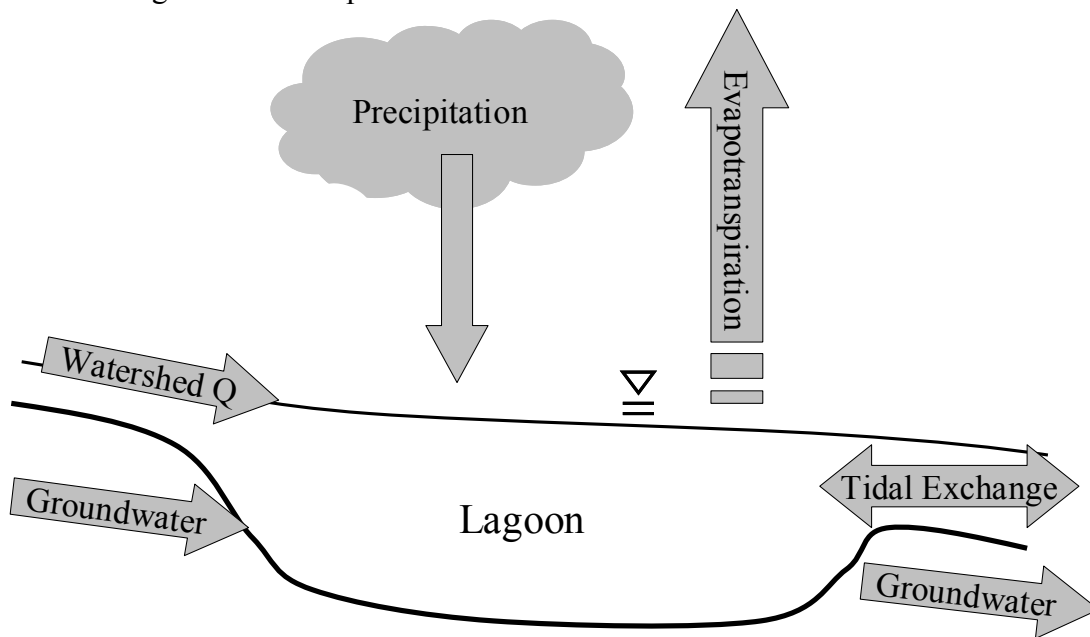 Precipitation
Evapotranspiration
Watershed Q
Groundwater
Lagoon
Tidal Exchange
Groundwater